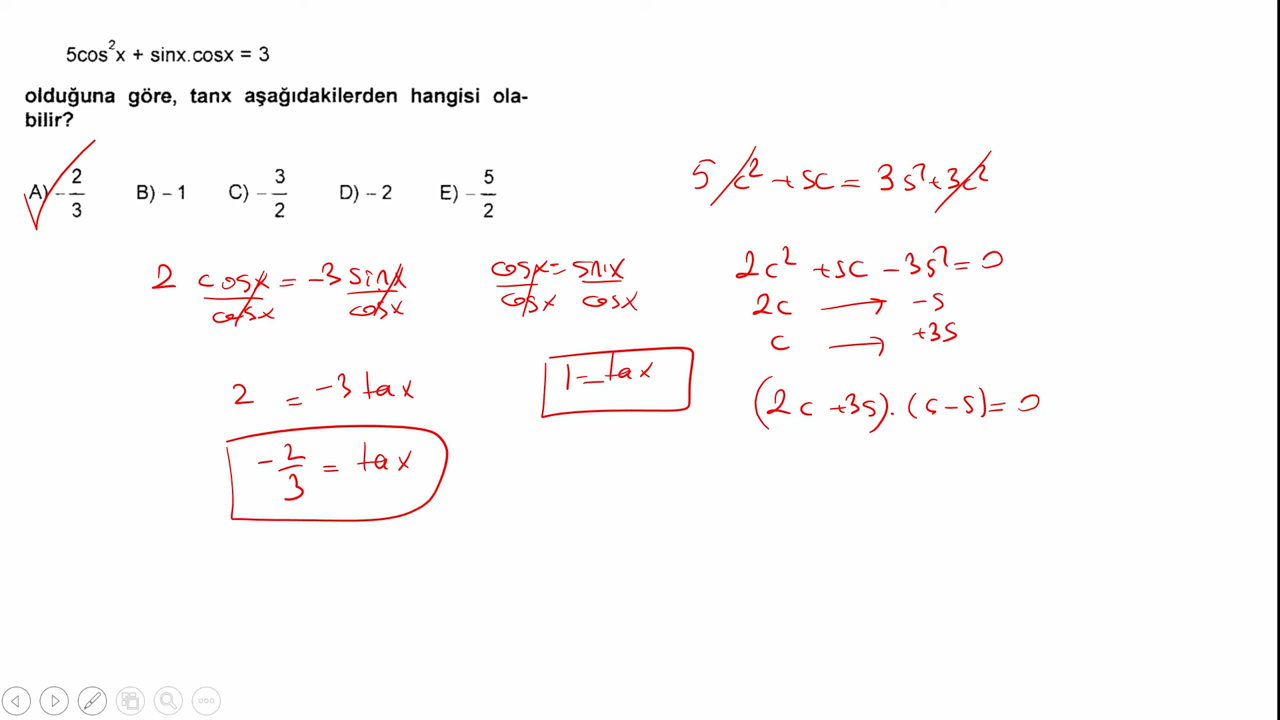 5cos²x + sinx.cosx = 3
olduğuna göre, tanx aşağıdakilerden hangisi ola-
bilir?
A) -2/3 B) - 1 C) -3/2 D) - 2 E) -5/2
5c² + sc = 3s² + 3c²
2c² + sc - 3s² = 0
2c → -s
c → +3s
(2c + 3s).(c - s) = 0
2 cosx/cosx = -3 sinx/cosx
2 = -3 tax
-2/3 = tax
cosx/cosx = sinx/cosx
1 = tax